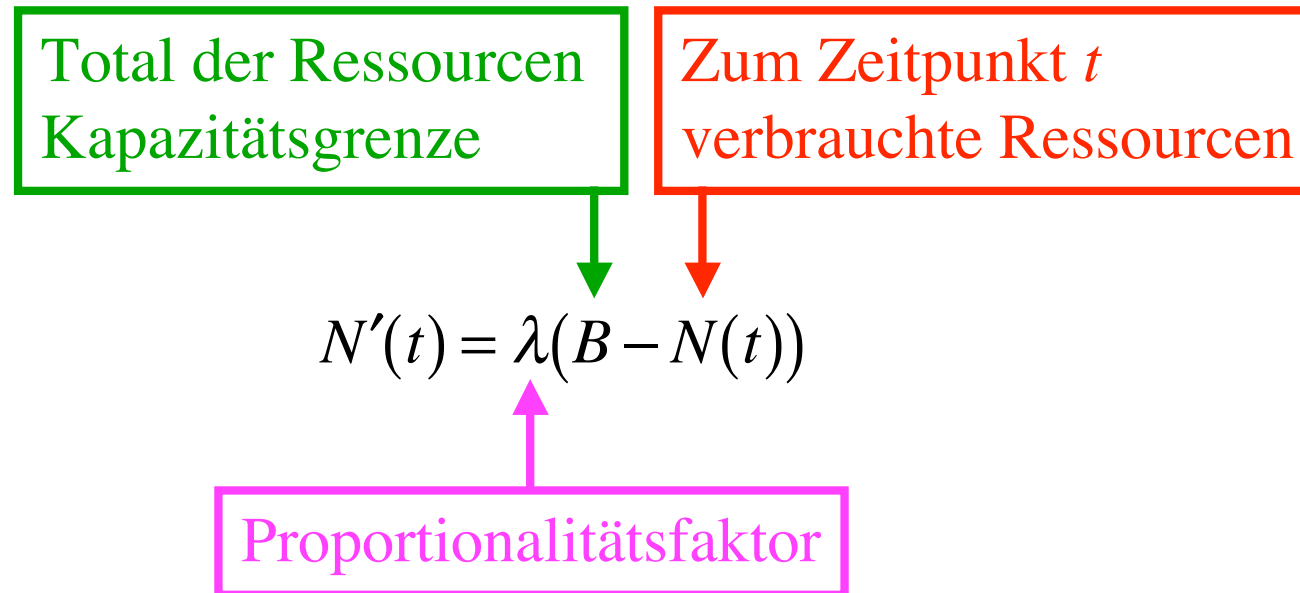 Total der Ressourcen
Kapazitätsgrenze
Zum Zeitpunkt t
verbrauchte Ressourcen
N′(t) = λ(B − N(t))
Proportionalitätsfaktor